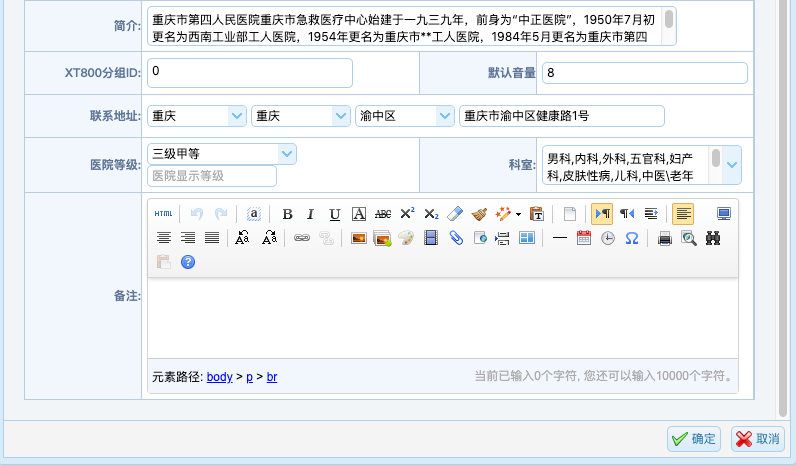 简介:
重庆市第四人民医院重庆市急救医疗中心始建于一九三九年，前身为“中正医院”，1950年7月初
更名为西南工业部工人医院，1954年更名为重庆市**工人医院，1984年5月更名为重庆市第四
XT800分组ID: 0 默认音量 8
联系地址: 重庆 重庆 渝中区 重庆市渝中区健康路1号
医院等级: 三级甲等
医院显示等级
科室: 男科,内科,外科,五官科,妇产
科,皮肤性病,儿科,中医\老年
HTML
备注:
元素路径: body > p > br 当前已输入0个字符, 您还可以输入10000个字符。
确定 取消